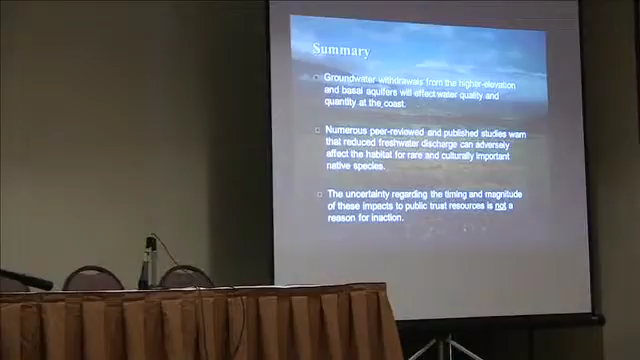 Summary
Groundwater withdrawals from the higher-elevation
and basal aquifers will effect water quality and
quantity at the coast.
Numerous peer-reviewed and published studies warn
that reduced freshwater discharge can adversely
affect the habitat for rare and culturally important
native species.
The uncertainty regarding the timing and magnitude
of these impacts to public trust resources is not a
reason for inaction.